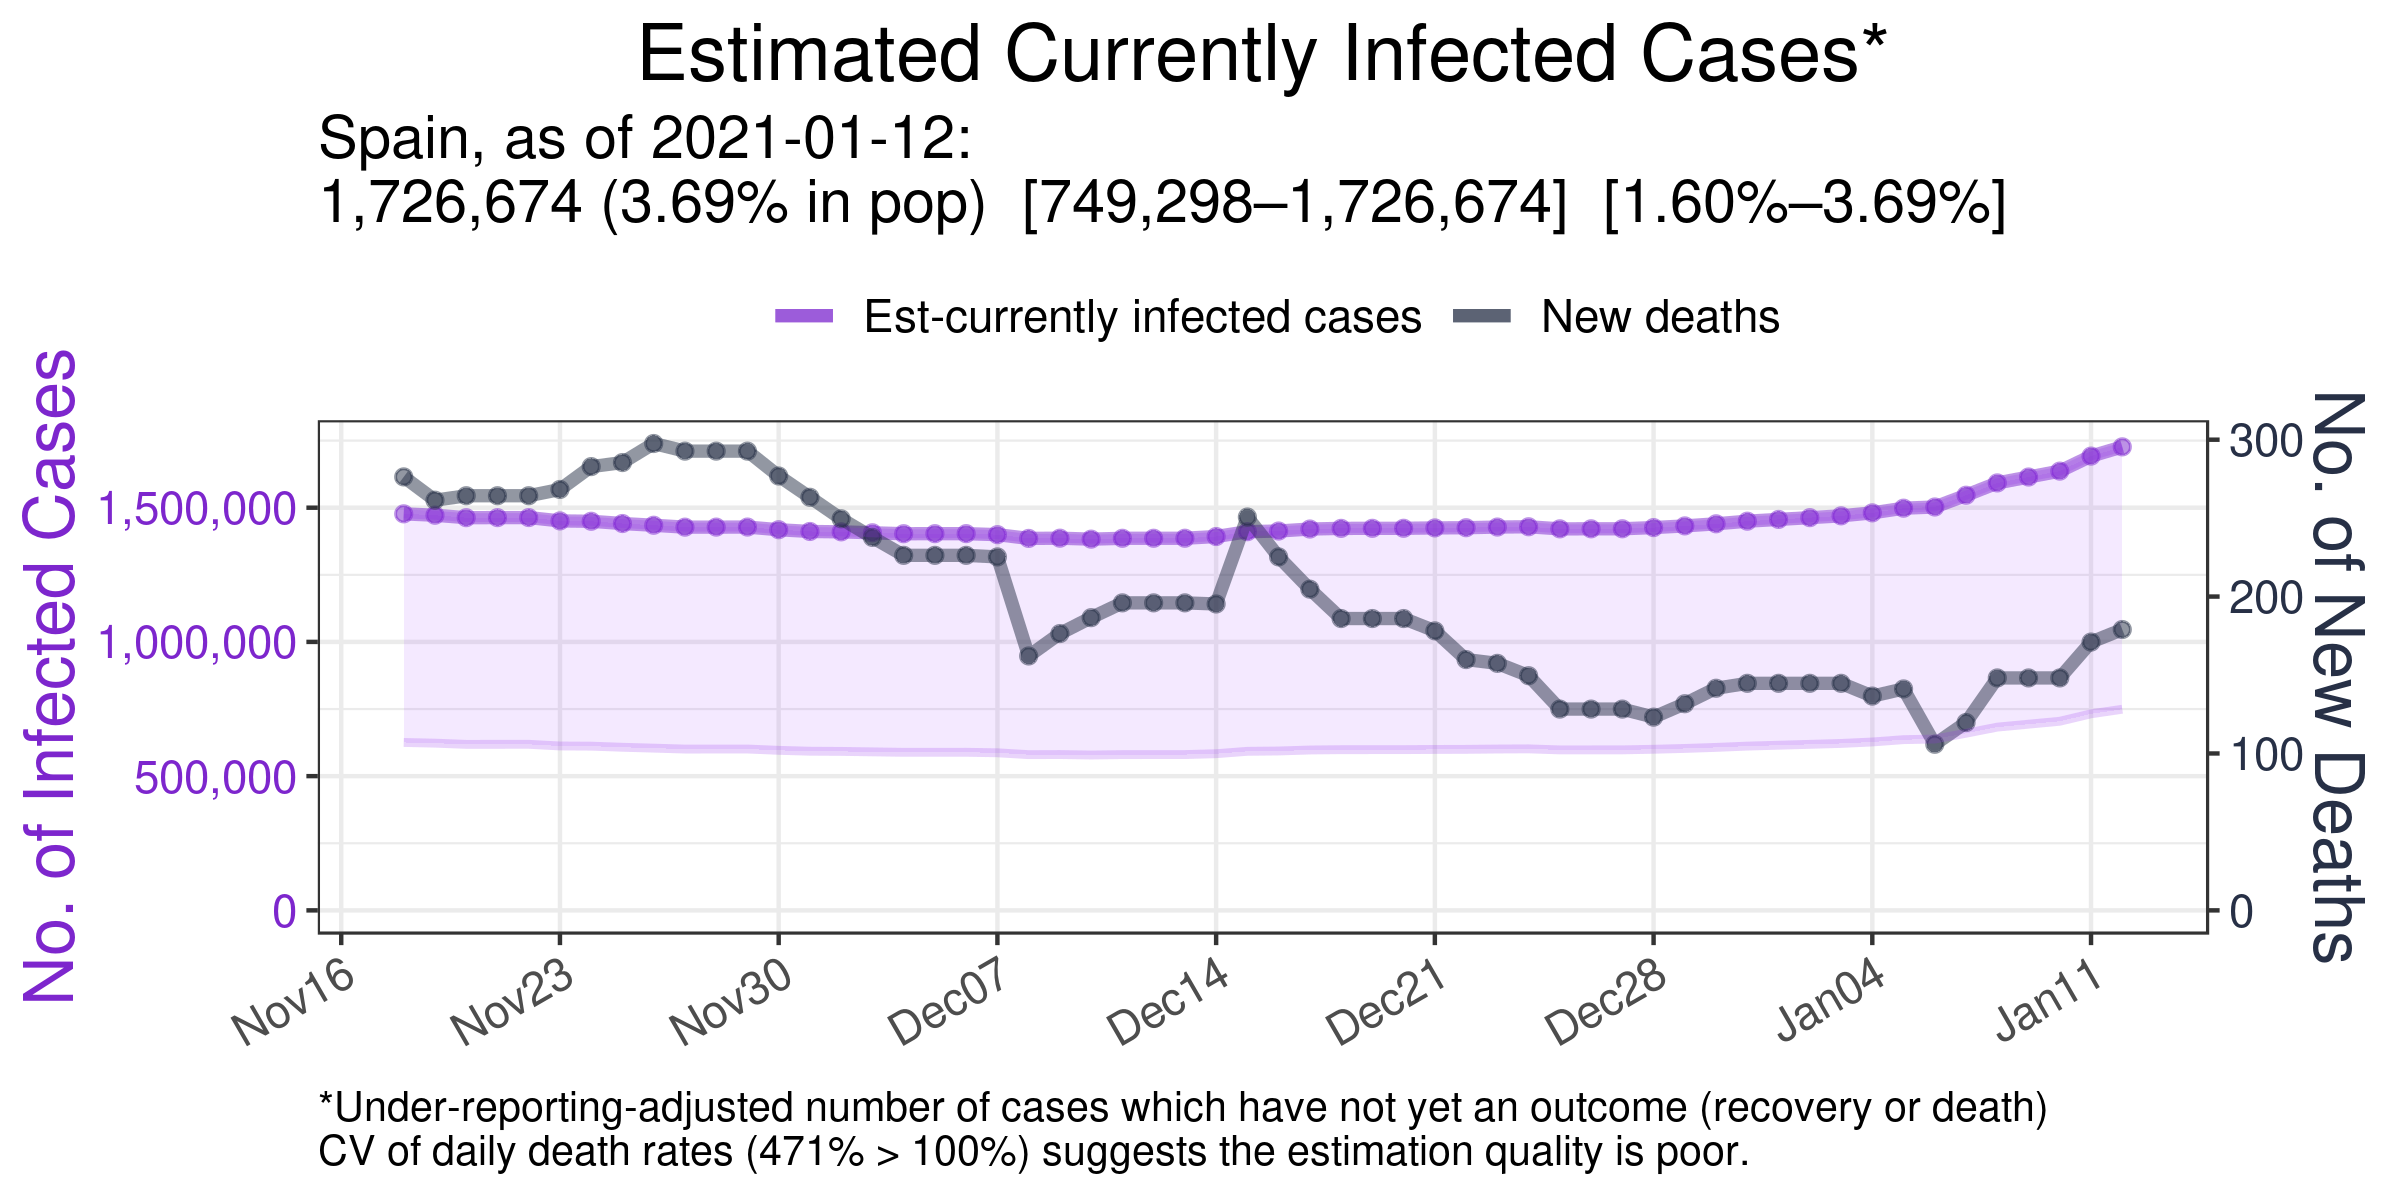 Estimated Currently Infected Cases*
Spain, as of 2021-01-12:
1,726,674 (3.69% in pop) [749,298–1,726,674] [1.60%–3.69%]
Est-currently infected cases
New deaths
No. of Infected Cases
1,500,000
1,000,000
500,000
0
300
200
100
0
No. of New Deaths
Nov16
Nov23
Nov30
Dec07
Dec14
Dec21
Dec28
Jan04
Jan11
*Under-reporting-adjusted number of cases which have not yet an outcome (recovery or death)
CV of daily death rates (471% > 100%) suggests the estimation quality is poor.